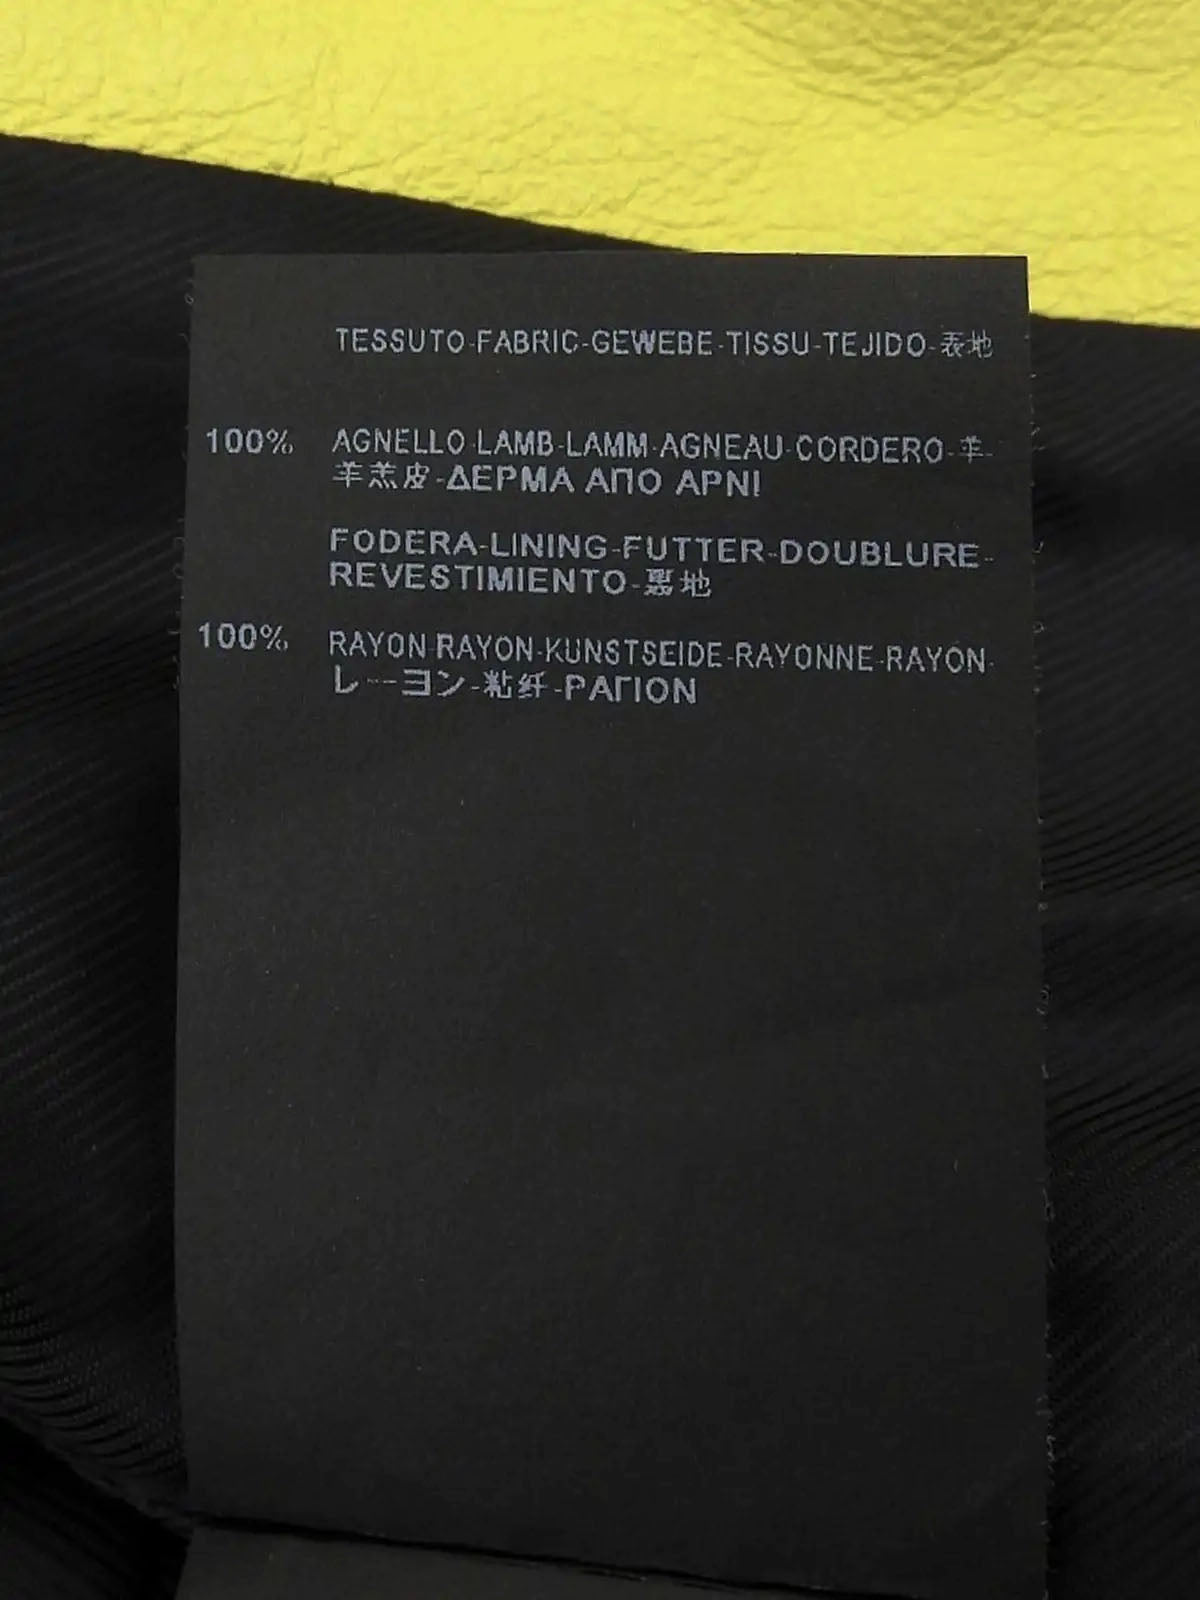 TESSUTO-FABRIC-GEWEBE-TISSU-TEJIDO-表地
100% AGNELLO-LAMB-LAMM-AGNEAU-CORDERO-羊-
羊羔皮-ΔΕΡΜΑ ΑΠΟ ΑΡΝΙ
FODERA-LINING-FUTTER-DOUBLURE-
REVESTIMIENTO-裏地
100% RAYON-RAYON-KUNSTSEIDE-RAYONNE-RAYON-
レーヨン-粘纤-ΡΑΓΙΟΝ